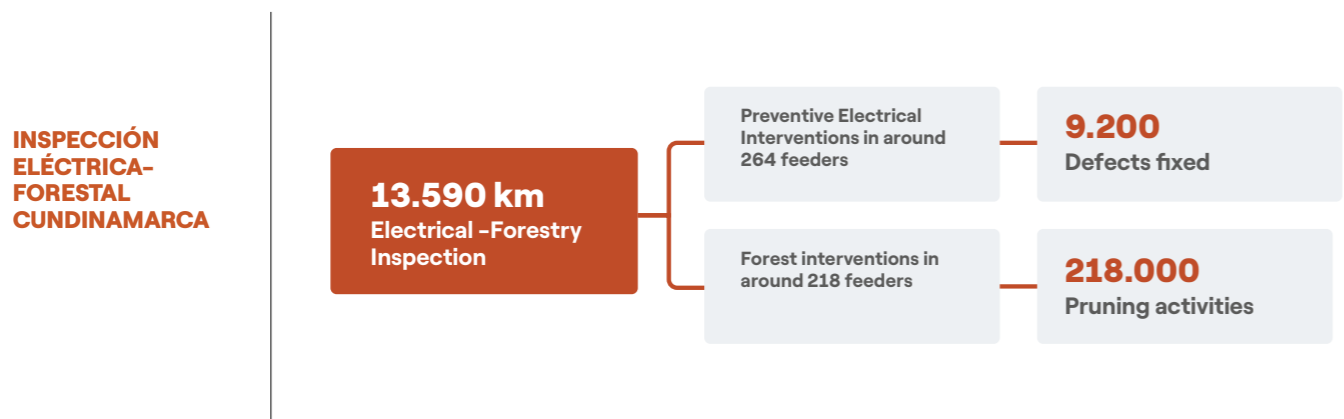 INSPECCIÓN
ELÉCTRICA–
FORESTAL
CUNDINAMARCA
13.590 km
Electrical –Forestry
Inspection
Preventive Electrical
Interventions in around
264 feeders
9.200
Defects fixed
Forest interventions in
around 218 feeders
218.000
Pruning activities